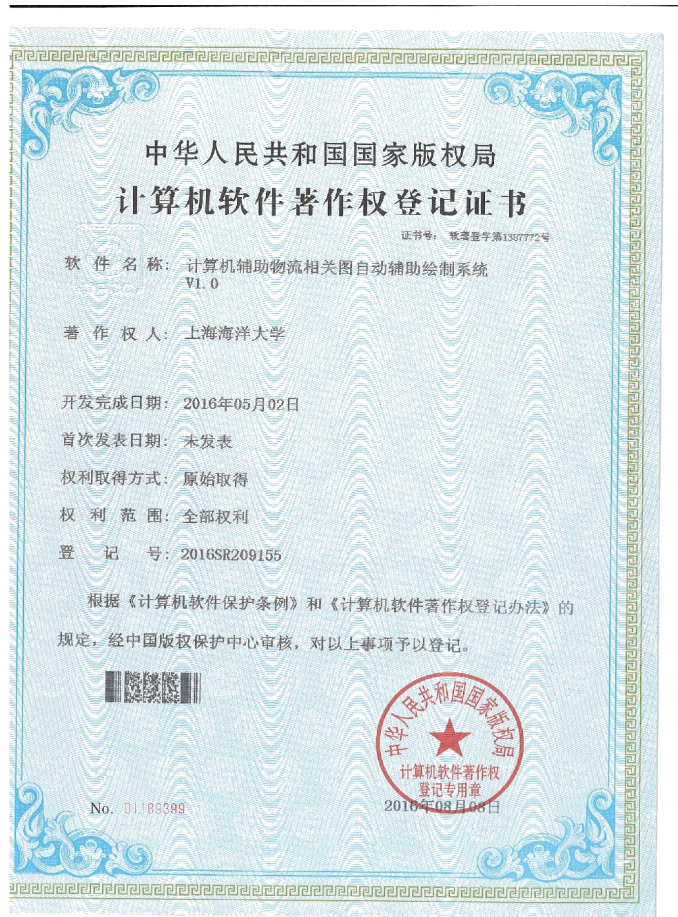 中华人民共和国国家版权局
计算机软件著作权登记证书
证书号： 软著登字第1387772号
软件名称： 计算机辅助物流相关图自动辅助绘制系统
V1.0
著作权人： 上海海洋大学
开发完成日期： 2016年05月02日
首次发表日期： 未发表
权利取得方式： 原始取得
权利范围： 全部权利
登记号： 2016SR209155
根据《计算机软件保护条例》和《计算机软件著作权登记办法》的
规定，经中国版权保护中心审核，对以上事项予以登记。
中华人民共和国国家版权局
计算机软件著作权
登记专用章
No. 01189399
2016年08月08日